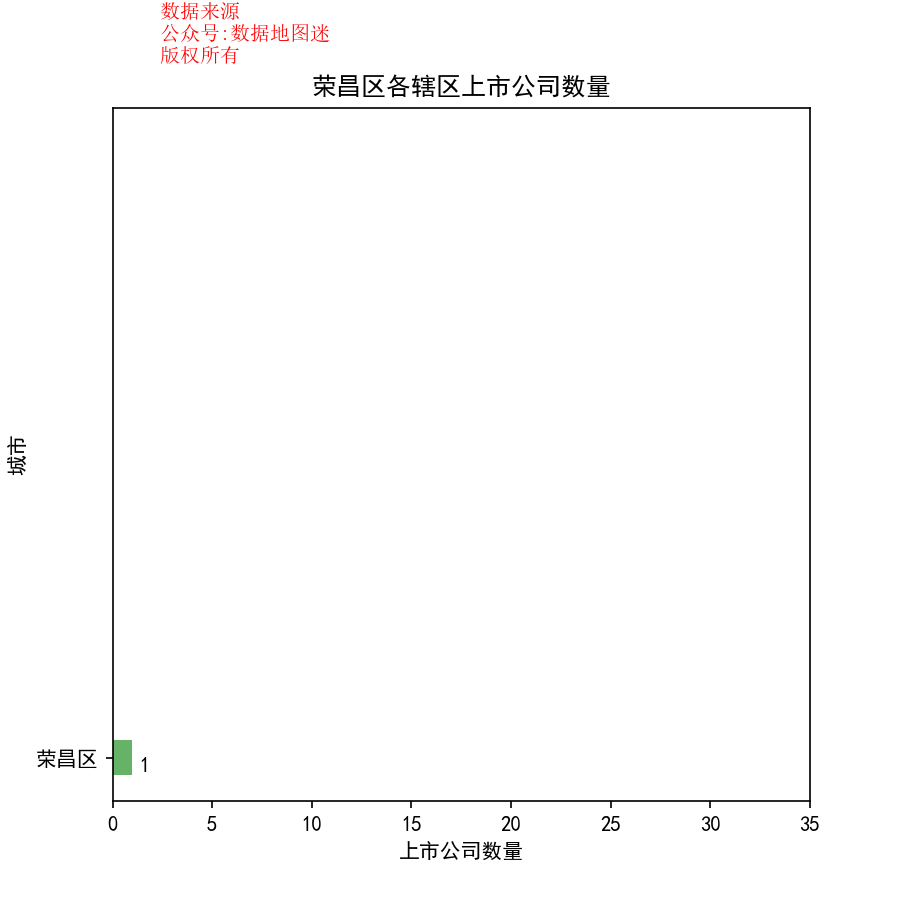 数据来源
公众号:数据地图迷
版权所有
荣昌区各辖区上市公司数量
城市
荣昌区
1
0 5 10 15 20 25 30 35
上市公司数量